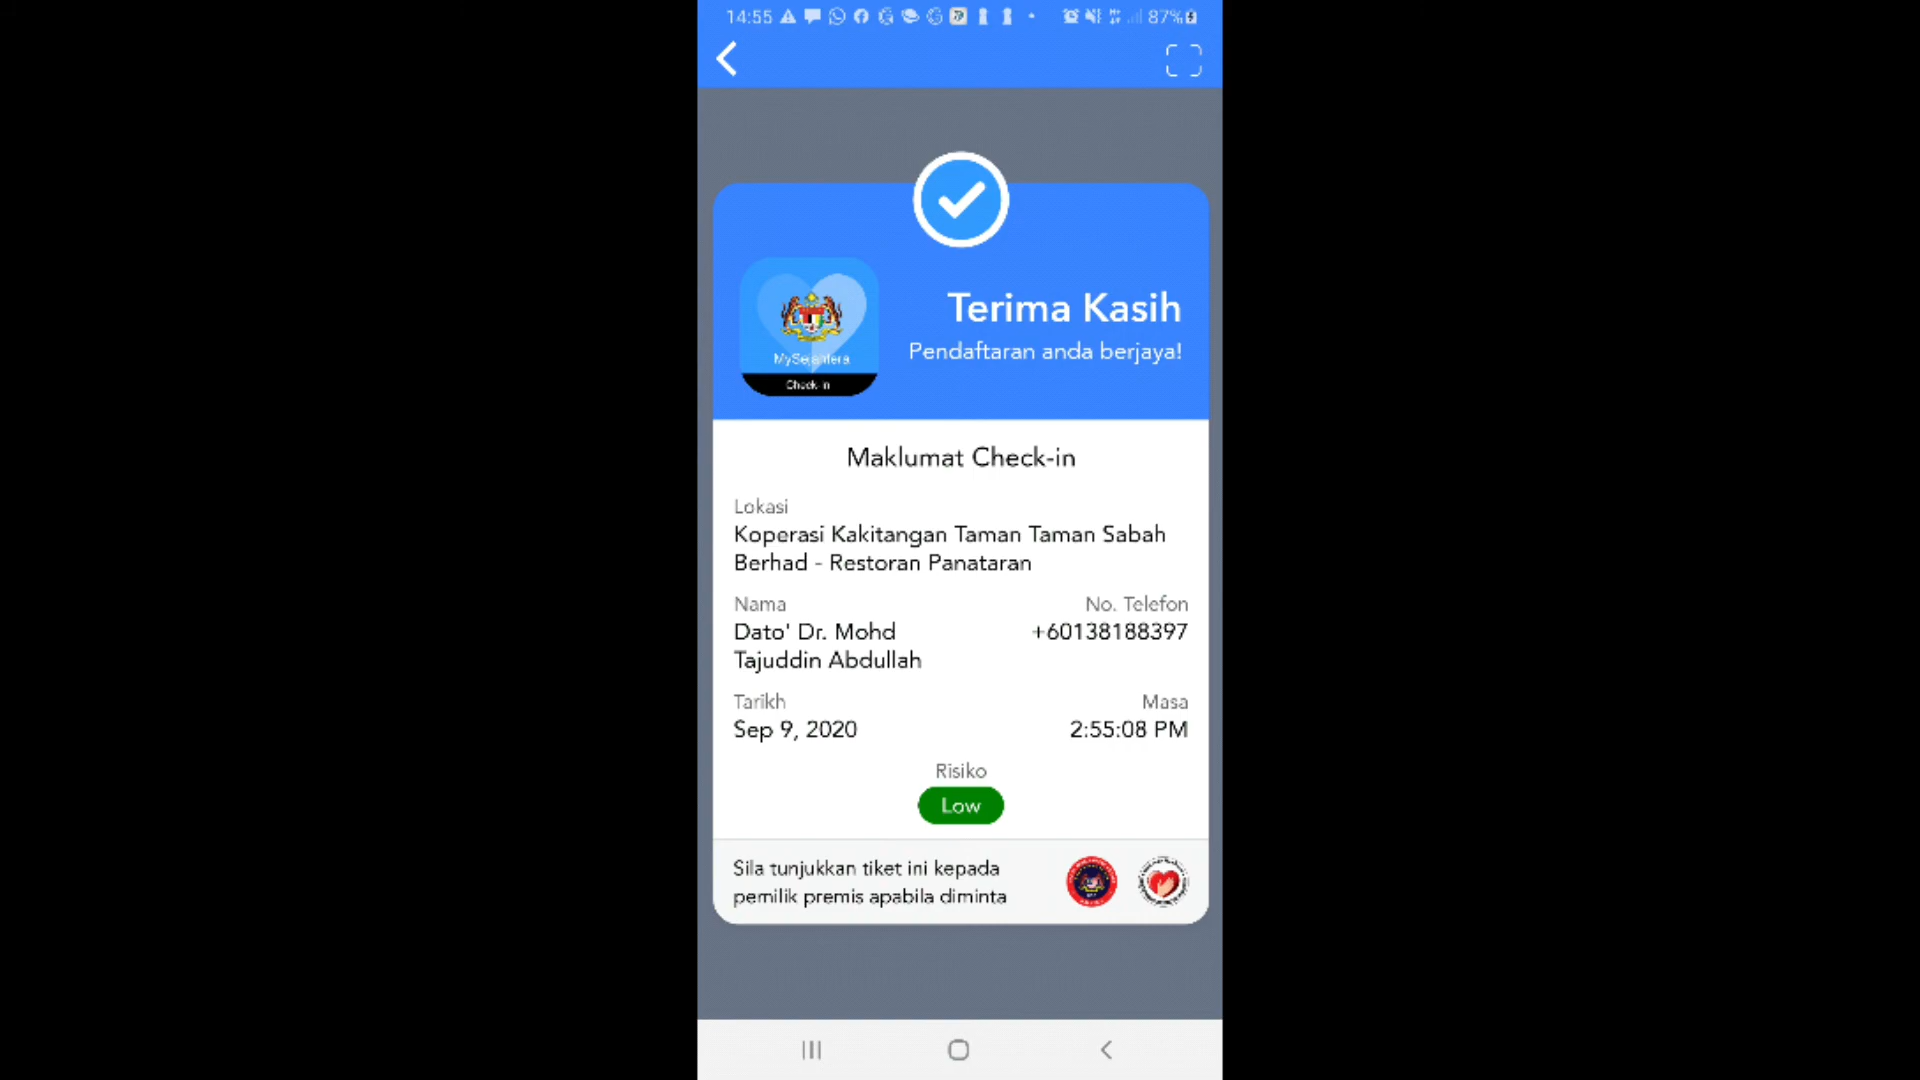 14:55
87%
Terima Kasih
Pendaftaran anda berjaya!
MySejahtera
Check-in
Maklumat Check-in
Lokasi
Koperasi Kakitangan Taman Taman Sabah
Berhad - Restoran Panataran
Nama
No. Telefon
Dato' Dr. Mohd
+60138188397
Tajuddin Abdullah
Tarikh
Masa
Sep 9, 2020
2:55:08 PM
Risiko
Low
Sila tunjukkan tiket ini kepada
pemilik premis apabila diminta